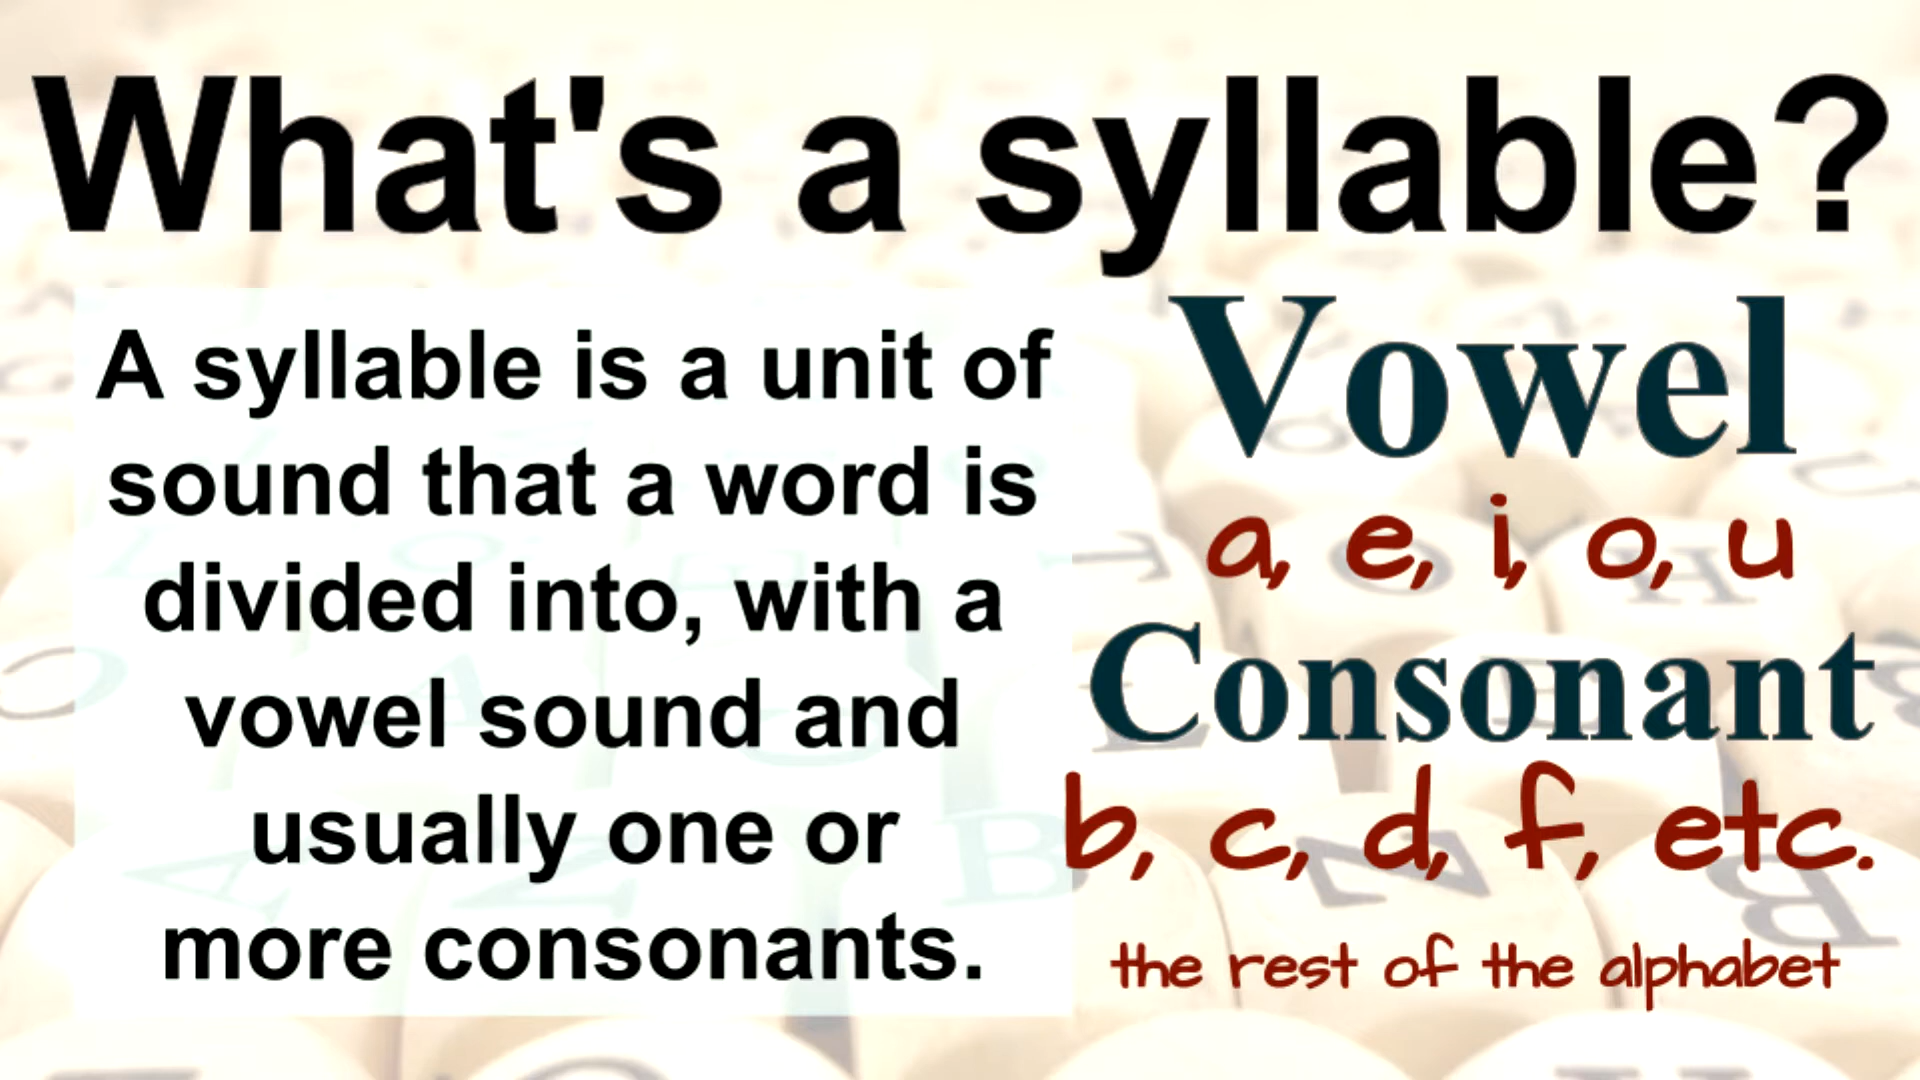 What's a syllable?
A syllable is a unit of
sound that a word is
divided into, with a
vowel sound and
usually one or
more consonants.
Vowel
a, e, i, o, u
Consonant
b, c, d, f, etc.
the rest of the alphabet